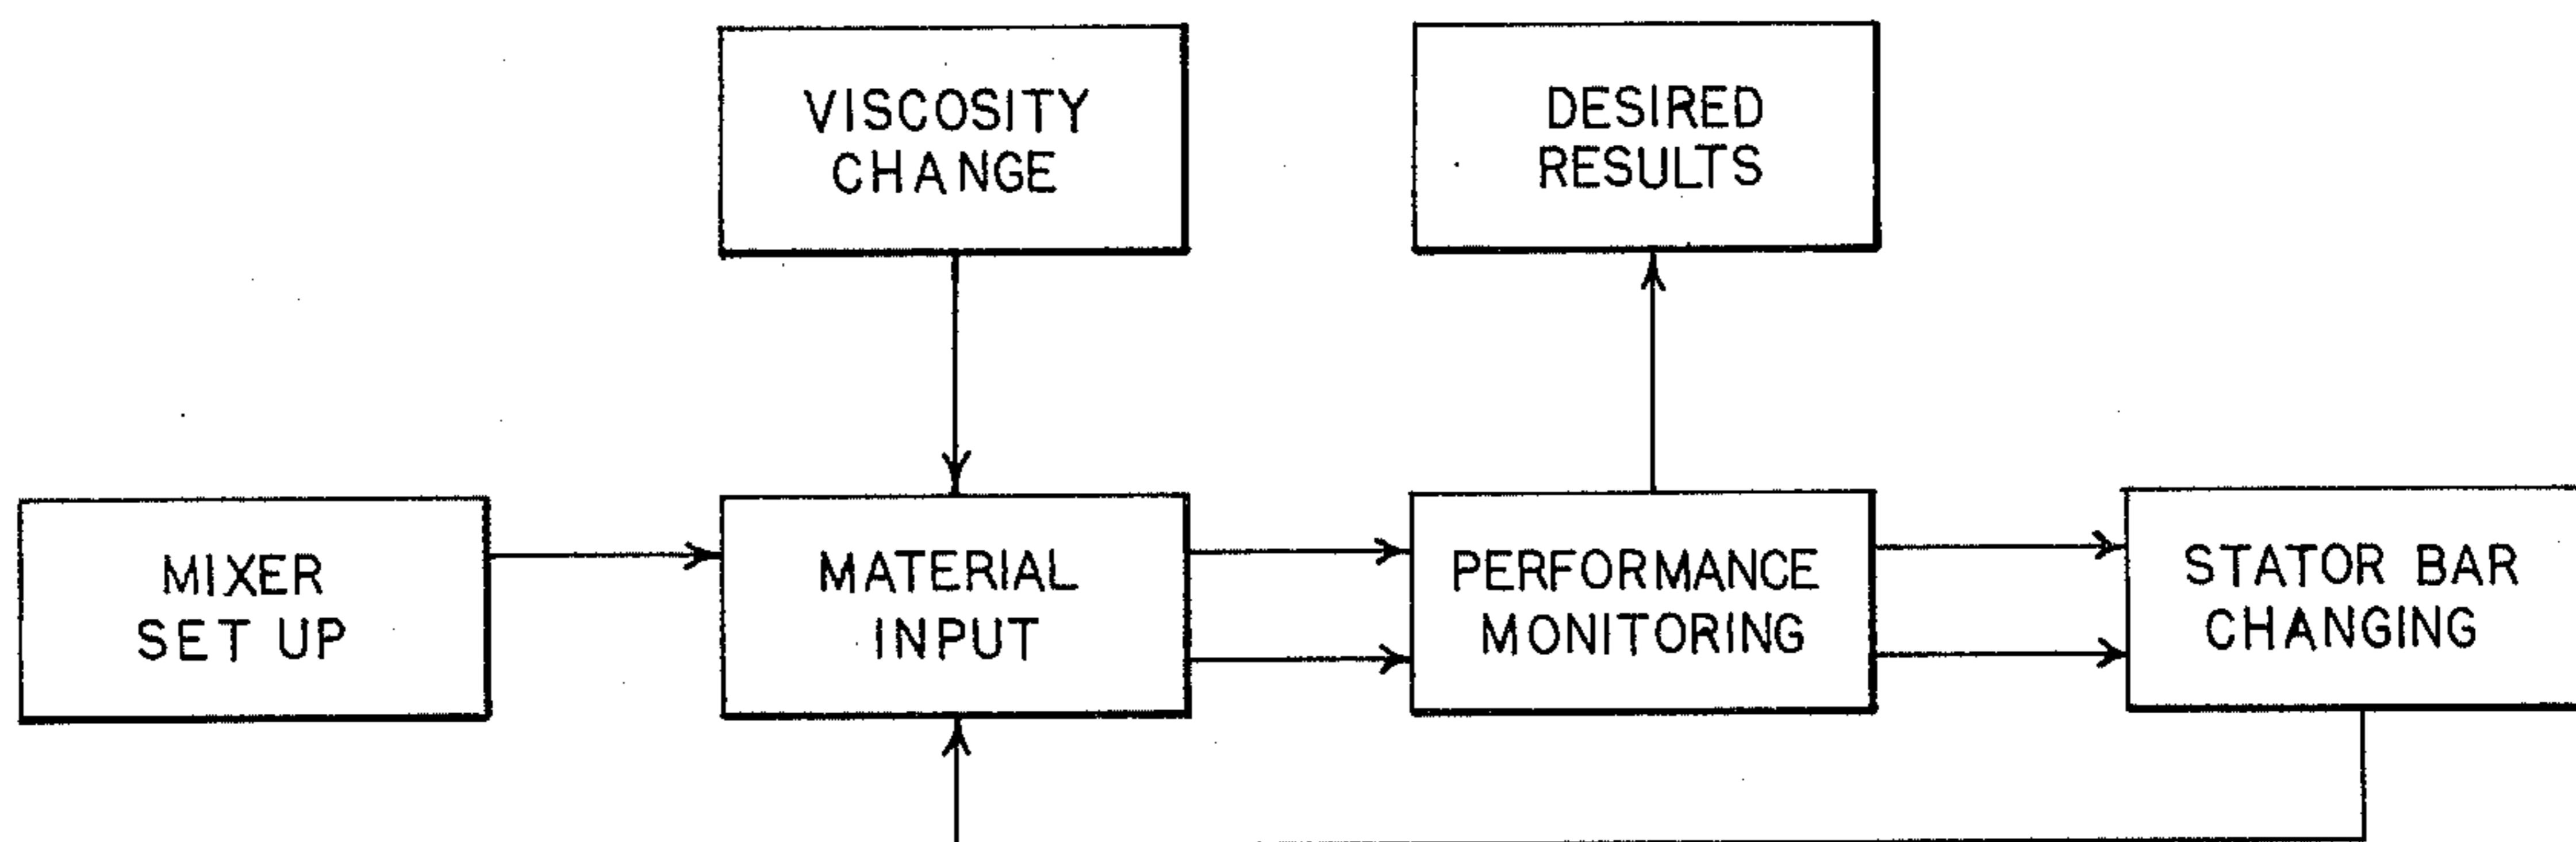 VISCOSITY
CHANGE
DESIRED
RESULTS
MIXER
SET UP
MATERIAL
INPUT
PERFORMANCE
MONITORING
STATOR BAR
CHANGING